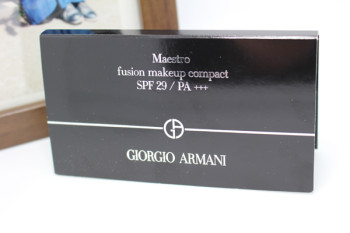 Maestro
fusion makeup compact
SPF 29 / PA +++
GIORGIO ARMANI